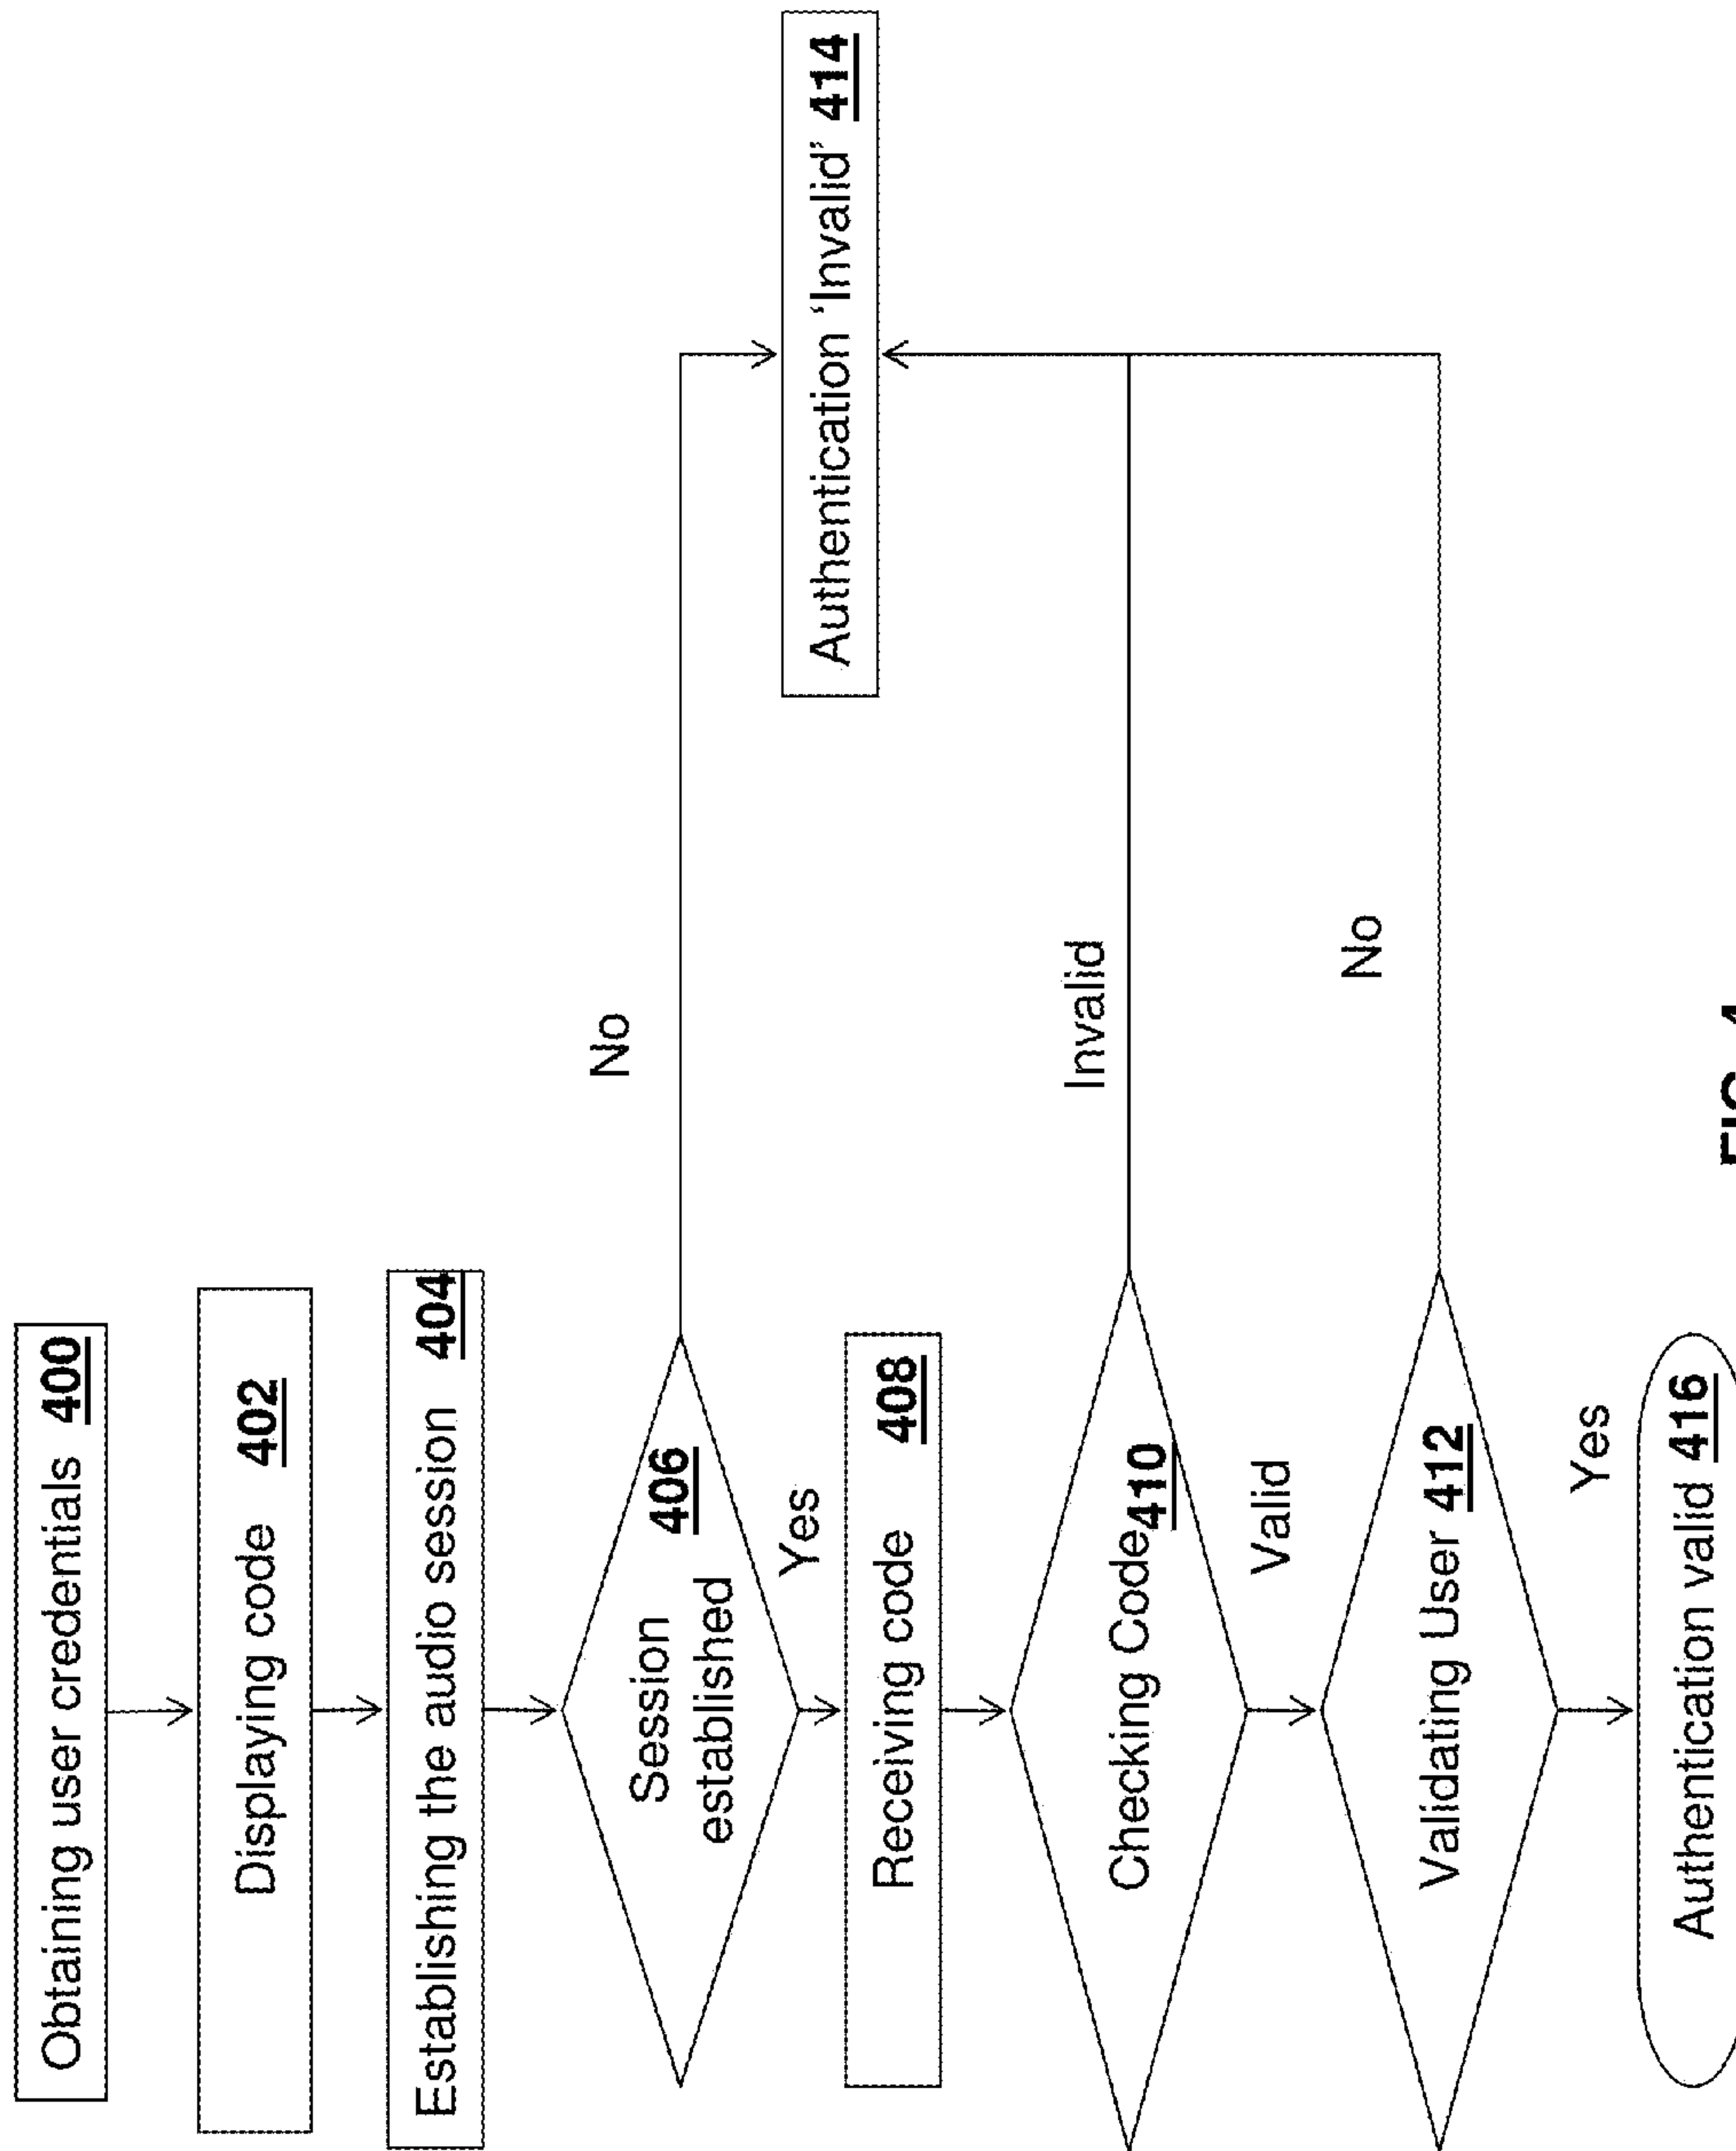 Obtaining user credentials 400
Displaying code 402
Establishing the audio session 404
Session
established
406
No
Yes
Receiving code 408
Authentication 'Invalid' 414
Checking Code 410
Invalid
Valid
Validating User 412
No
Yes
Authentication valid 416